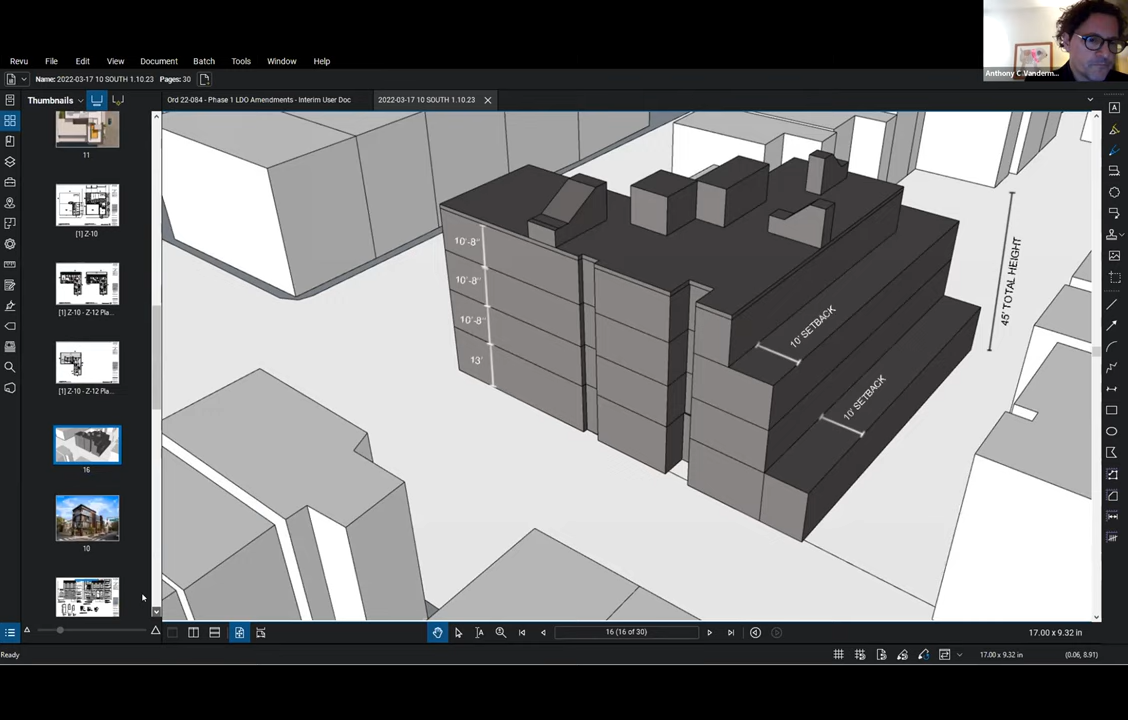 Anthony C Vanderm...
Revu File Edit View Document Batch Tools Window Help
Name: 2022-03-17 10 SOUTH 1.10.23 Pages: 30
Thumbnails
Ord 22-084 - Phase 1 LDO Amendments - Interim User Doc
2022-03-17 10 SOUTH 1.10.23
11
[1] Z-10
[1] Z-10 - Z-12 Pla...
[1] Z-10 - Z-12 Pla...
16
10
10'-8"
10'-8"
10'-8"
13'
10' SETBACK
10' SETBACK
45' TOTAL HEIGHT
16 (16 of 30)
17.00 x 9.32 in
Ready
17.00 x 9.32 in
(0.06, 8.91)